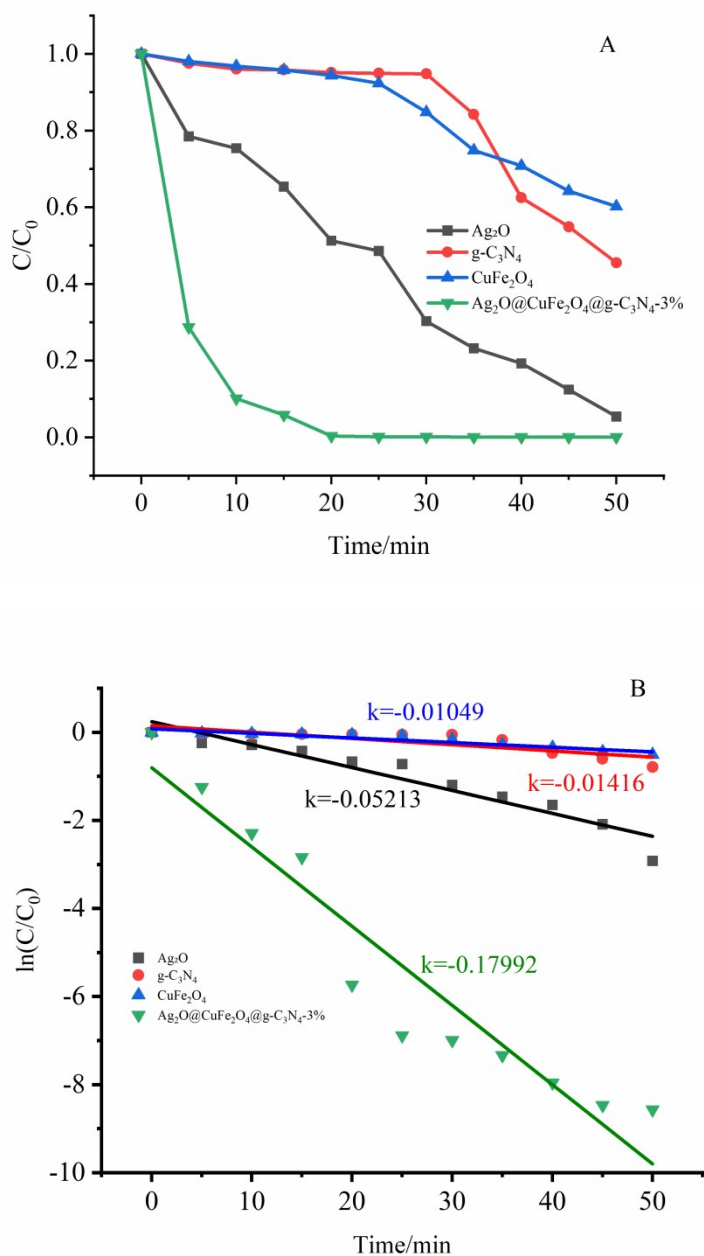 A
1.0
0.8
0.6
0.4
0.2
0.0
C/C₀
Ag₂O
g-C₃N₄
CuFe₂O₄
Ag₂O@CuFe₂O₄@g-C₃N₄-3%
0 10 20 30 40 50
Time/min
B
0
-2
-4
-6
-8
-10
ln(C/C₀)
k=-0.01049
k=-0.01416
k=-0.05213
k=-0.17992
Ag₂O
g-C₃N₄
CuFe₂O₄
Ag₂O@CuFe₂O₄@g-C₃N₄-3%
0 10 20 30 40 50
Time/min